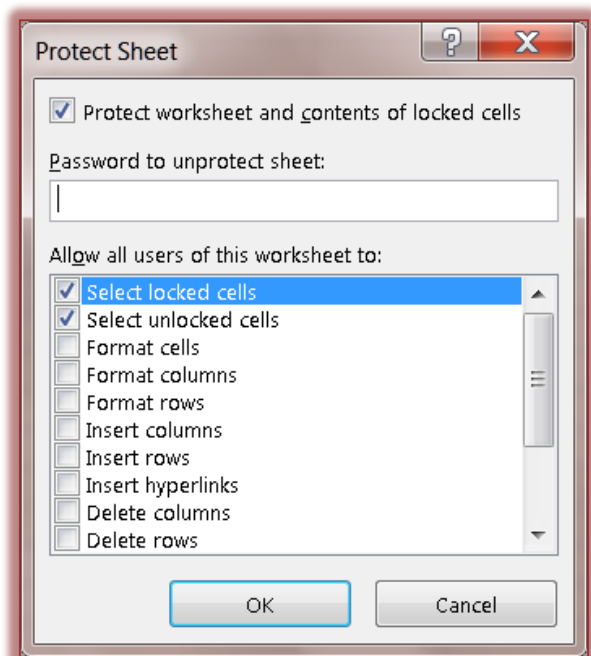 Protect Sheet
Protect worksheet and contents of locked cells
Password to unprotect sheet:
Allow all users of this worksheet to:
Select locked cells
Select unlocked cells
Format cells
Format columns
Format rows
Insert columns
Insert rows
Insert hyperlinks
Delete columns
Delete rows
OK Cancel